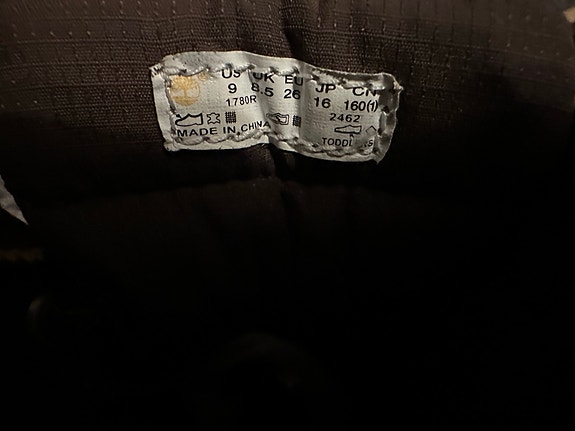 US UK EU JP CN
9 8.5 26 16 160(1)
1780R 2462
MADE IN CHINA